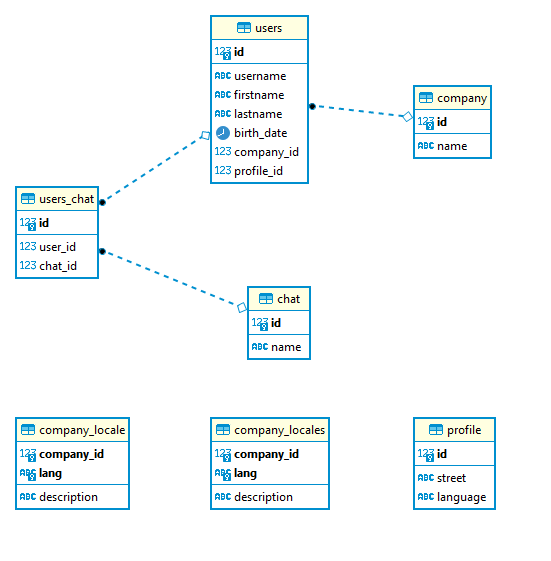 users
123 id
ABC username
ABC firstname
ABC lastname
birth_date
123 company_id
123 profile_id
company
123 id
ABC name
users_chat
123 id
123 user_id
123 chat_id
chat
123 id
ABC name
company_locale
123 company_id
ABC lang
ABC description
company_locales
123 company_id
ABC lang
ABC description
profile
123 id
ABC street
ABC language